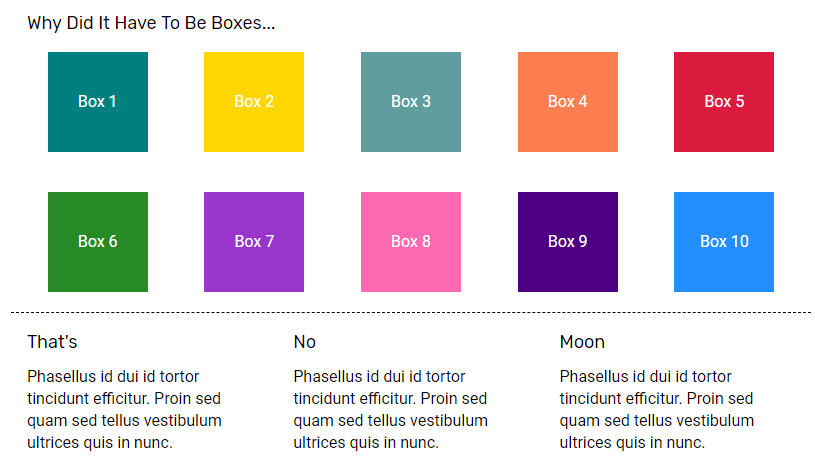 Why Did It Have To Be Boxes...
Box 1
Box 2
Box 3
Box 4
Box 5
Box 6
Box 7
Box 8
Box 9
Box 10
That's
Phasellus id dui id tortor
tincidunt efficitur. Proin sed
quam sed tellus vestibulum
ultrices quis in nunc.
No
Phasellus id dui id tortor
tincidunt efficitur. Proin sed
quam sed tellus vestibulum
ultrices quis in nunc.
Moon
Phasellus id dui id tortor
tincidunt efficitur. Proin sed
quam sed tellus vestibulum
ultrices quis in nunc.